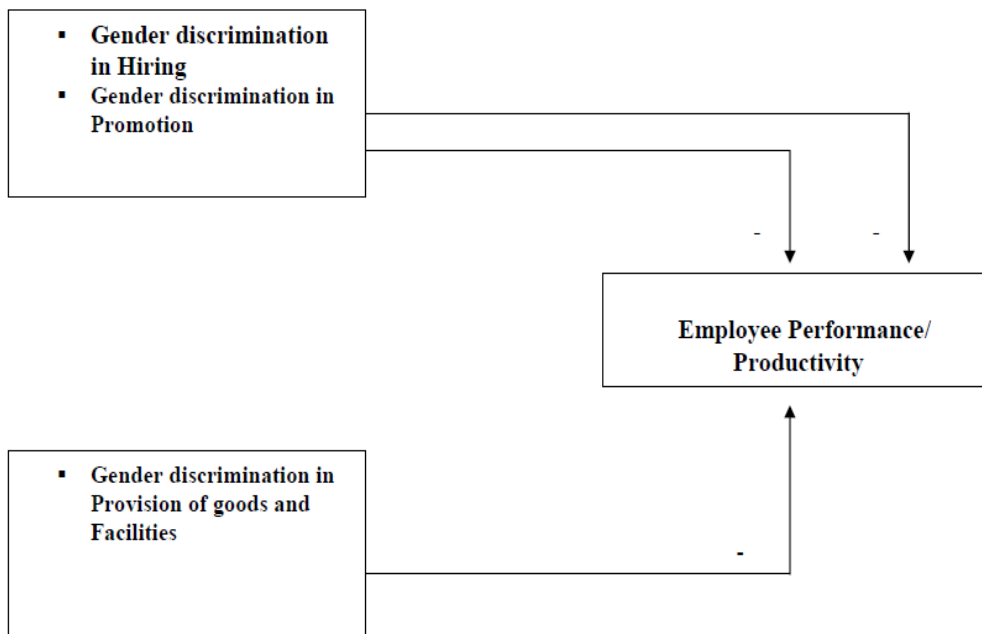 ▪ Gender discrimination
in Hiring
▪ Gender discrimination in
Promotion
-
-
Employee Performance/
Productivity
▪ Gender discrimination in
Provision of goods and
Facilities
-